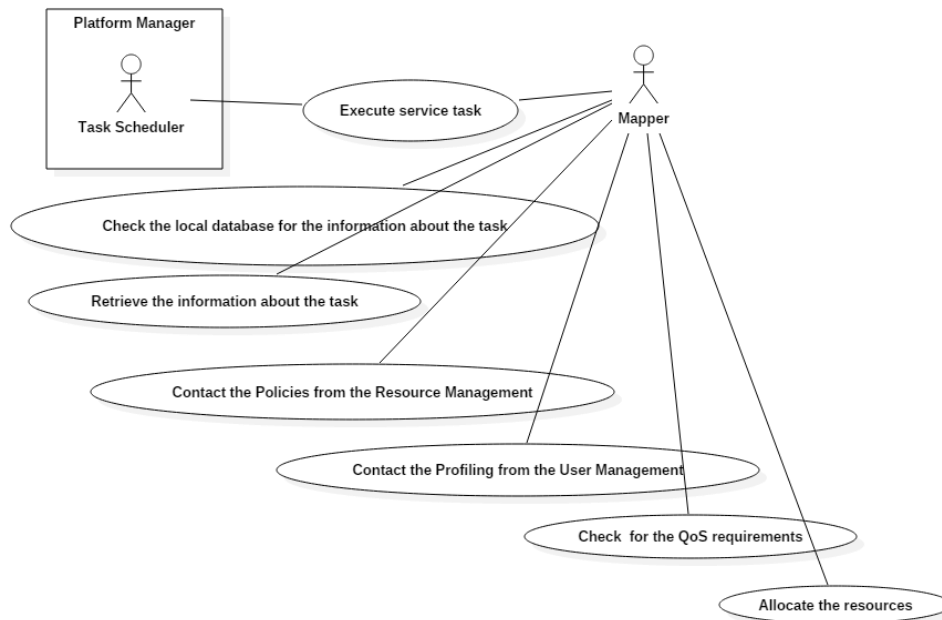 Platform Manager
Task Scheduler
Execute service task
Mapper
Check the local database for the information about the task
Retrieve the information about the task
Contact the Policies from the Resource Management
Contact the Profiling from the User Management
Check  for the QoS requirements
Allocate the resources